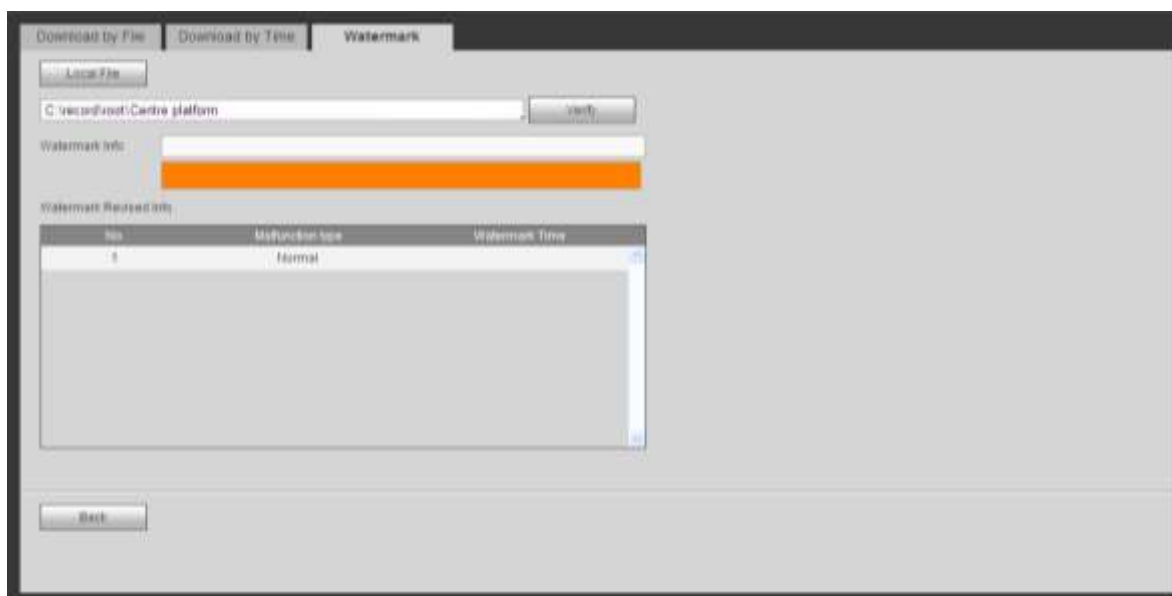 Download by File Download by Time Watermark
Local File
C:\record\root\Centre platform Verify
Watermark Info
Watermark Revised Info
No. Malfunction type Watermark Time
1 Normal
Back